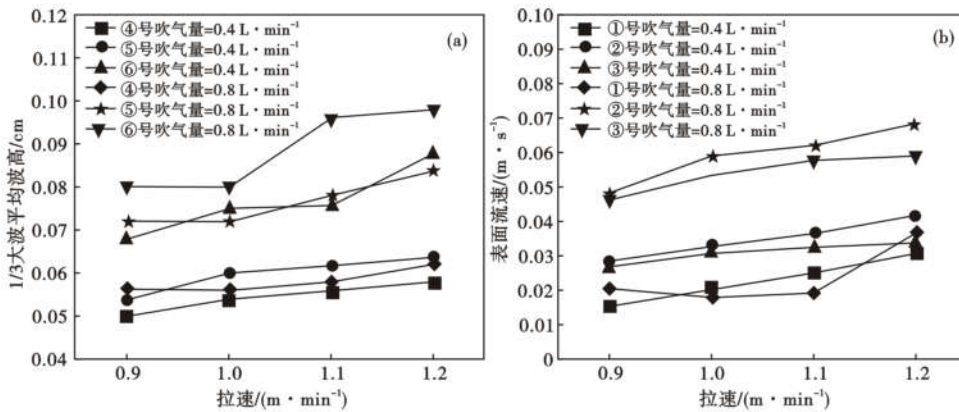 0.12
0.11
0.10
0.09
0.08
0.07
0.06
0.05
0.04
1/3大波平均波高/cm
④号吹气量=0.4 L·min⁻¹
⑤号吹气量=0.4 L·min⁻¹
⑥号吹气量=0.4 L·min⁻¹
④号吹气量=0.8 L·min⁻¹
⑤号吹气量=0.8 L·min⁻¹
⑥号吹气量=0.8 L·min⁻¹
(a)
0.9 1.0 1.1 1.2
拉速/(m·min⁻¹)
0.10
0.09
0.08
0.07
0.06
0.05
0.04
0.03
0.02
0.01
0
表面流速/(m·s⁻¹)
①号吹气量=0.4 L·min⁻¹
②号吹气量=0.4 L·min⁻¹
③号吹气量=0.4 L·min⁻¹
①号吹气量=0.8 L·min⁻¹
②号吹气量=0.8 L·min⁻¹
③号吹气量=0.8 L·min⁻¹
(b)
0.9 1.0 1.1 1.2
拉速/(m·min⁻¹)